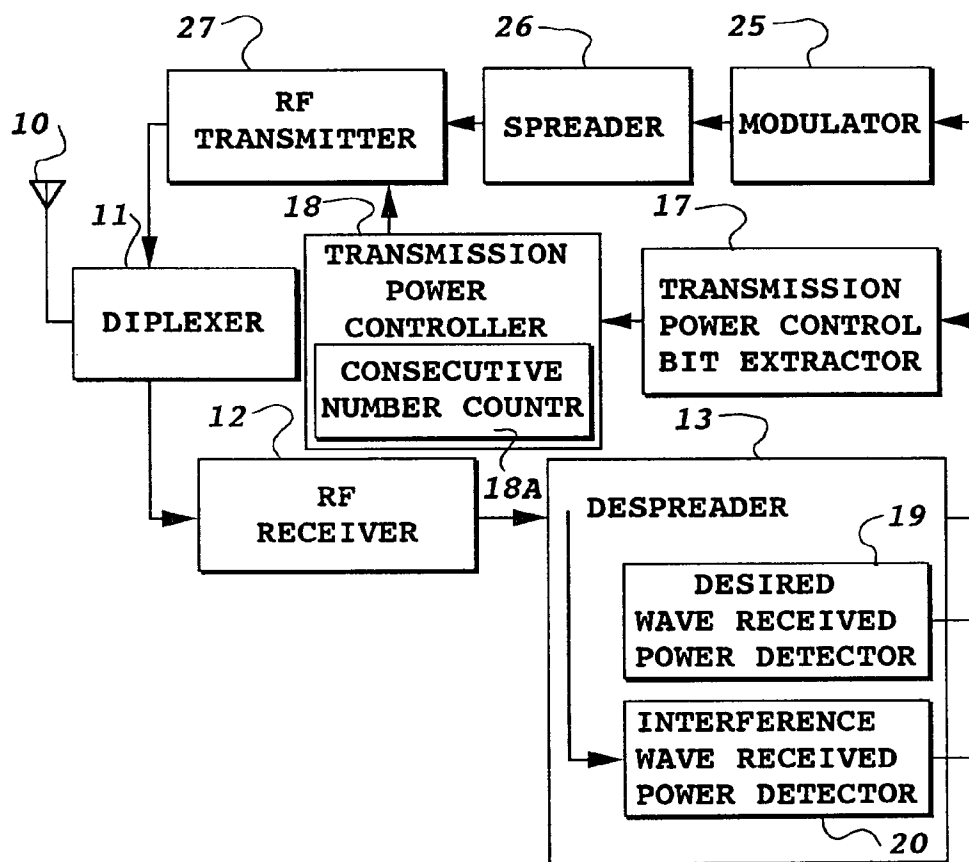 27
26
25
RF
TRANSMITTER
SPREADER
MODULATOR
10
11
18
17
DIPLEXER
TRANSMISSION
POWER
CONTROLLER
CONSECUTIVE
NUMBER COUNTR
TRANSMISSION
POWER CONTROL
BIT EXTRACTOR
12
18A
13
RF
RECEIVER
DESPREADER
19
DESIRED
WAVE RECEIVED
POWER DETECTOR
INTERFERENCE
WAVE RECEIVED
POWER DETECTOR
20